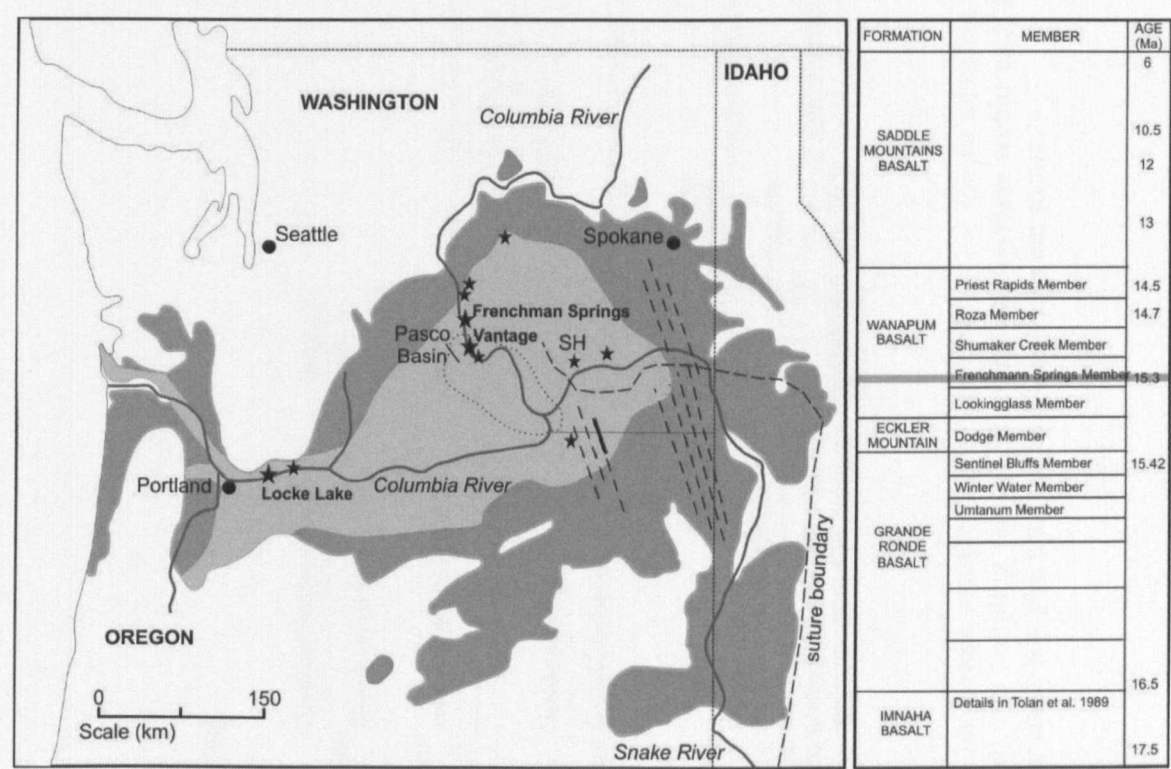 WASHINGTON
IDAHO
Columbia River
Seattle
Spokane
Frenchman Springs
Pasco
Basin
Vantage
SH
Portland
Locke Lake
Columbia River
OREGON
suture boundary
0 150
Scale (km)
Snake River
FORMATION MEMBER AGE
(Ma)
6
SADDLE
MOUNTAINS
BASALT
10.5
12
13
WANAPUM
BASALT
Priest Rapids Member 14.5
Roza Member 14.7
Shumaker Creek Member
Frenchmann Springs Member 15.3
Lookingglass Member
ECKLER
MOUNTAIN
Dodge Member
GRANDE
RONDE
BASALT
Sentinel Bluffs Member 15.42
Winter Water Member
Umtanum Member
16.5
IMNAHA
BASALT
Details in Tolan et al. 1989
17.5